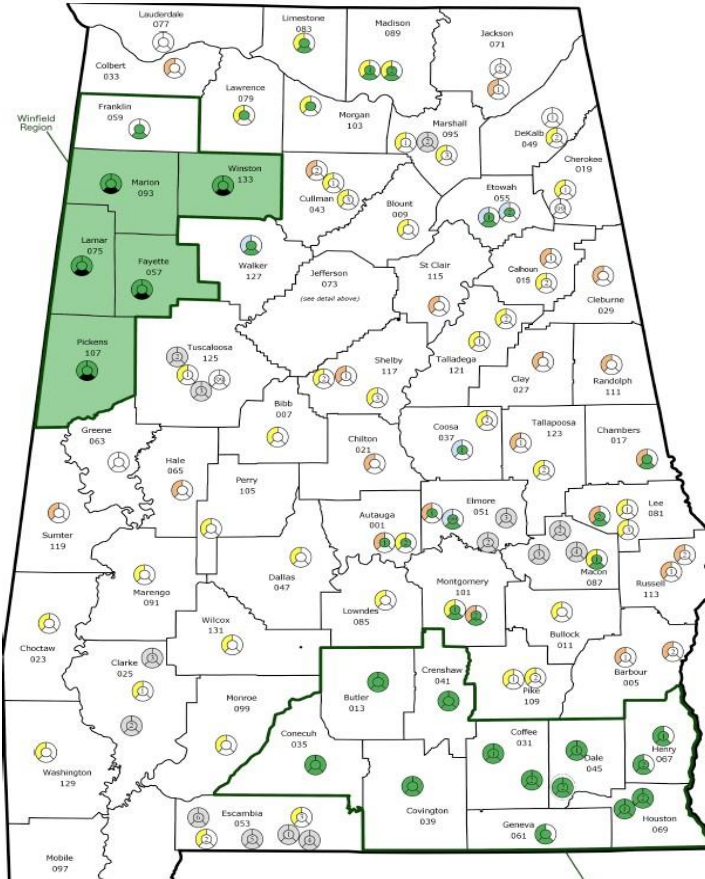 Lauderdale
077
Limestone
083
Madison
089
Jackson
071
Colbert
033
Lawrence
079
Franklin
059
Morgan
103
Marshall
095
DeKalb
049
Winfield
Region
Cherokee
019
Marion
093
Winston
133
Cullman
043
Blount
009
Etowah
055
Lamar
075
Fayette
057
Walker
127
Jefferson
073
(see detail above)
St Clair
115
Calhoun
015
Cleburne
029
Pickens
107
Tuscaloosa
125
Shelby
117
Talladega
121
Clay
027
Randolph
111
Bibb
007
Greene
063
Hale
065
Perry
105
Chilton
021
Coosa
037
Tallapoosa
123
Chambers
017
Sumter
119
Autauga
001
Elmore
051
Lee
081
Marengo
091
Dallas
047
Lowndes
085
Montgomery
101
Macon
087
Russell
113
Choctaw
023
Wilcox
131
Bullock
011
Clarke
025
Monroe
099
Butler
013
Crenshaw
041
Pike
109
Barbour
005
Washington
129
Conecuh
035
Coffee
031
Dale
045
Henry
067
Escambia
053
Covington
039
Geneva
061
Houston
069
Mobile
097